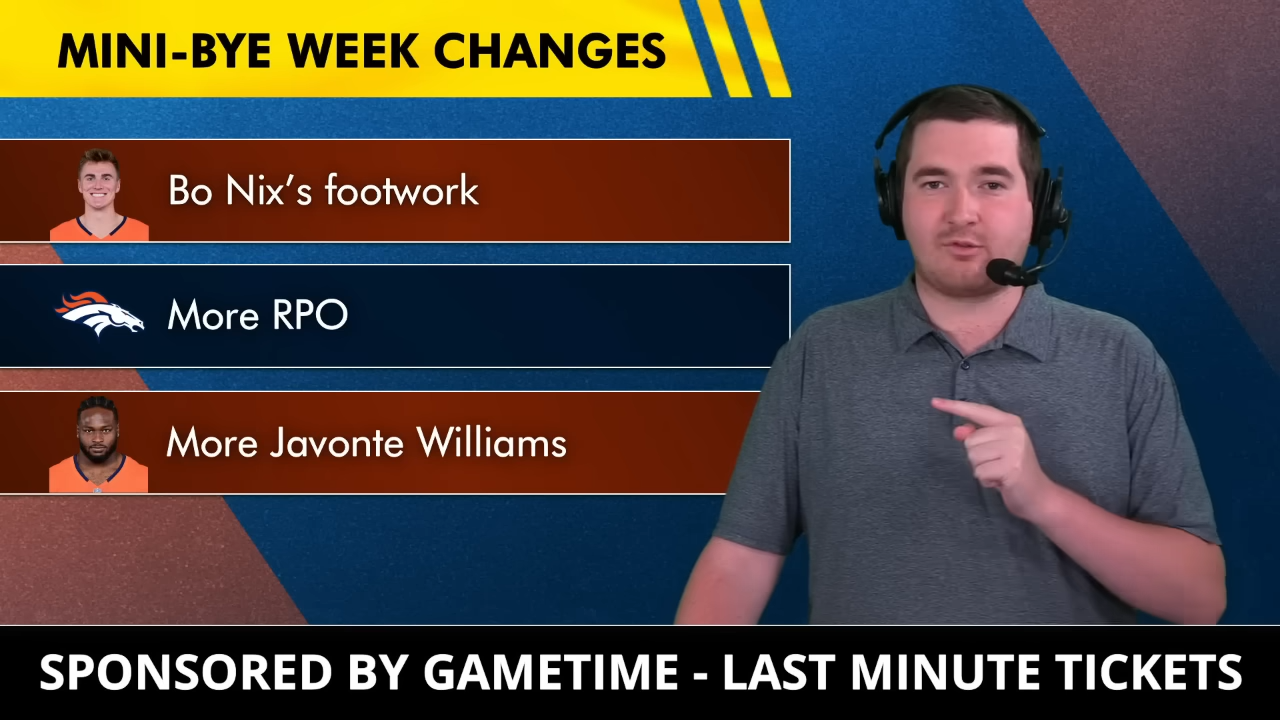 MINI-BYE WEEK CHANGES
Bo Nix’s footwork
More RPO
More Javonte Williams
SPONSORED BY GAMETIME - LAST MINUTE TICKETS